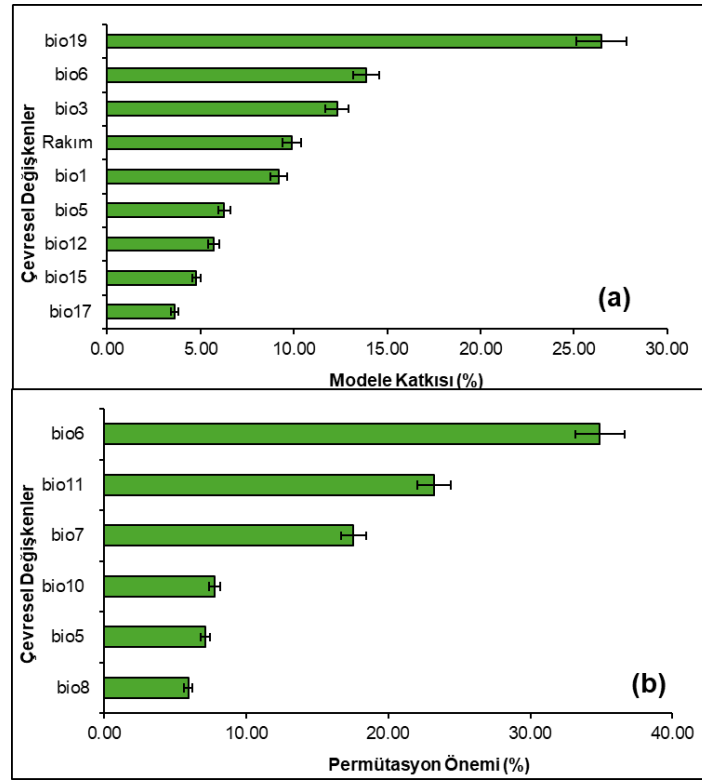 Çevresel Değişkenler
bio19
bio6
bio3
Rakım
bio1
bio5
bio12
bio15
bio17
(a)
0.00 5.00 10.00 15.00 20.00 25.00 30.00
Modele Katkısı (%)
Çevresel Değişkenler
bio6
bio11
bio7
bio10
bio5
bio8
(b)
0.00 10.00 20.00 30.00 40.00
Permütasyon Önemi (%)